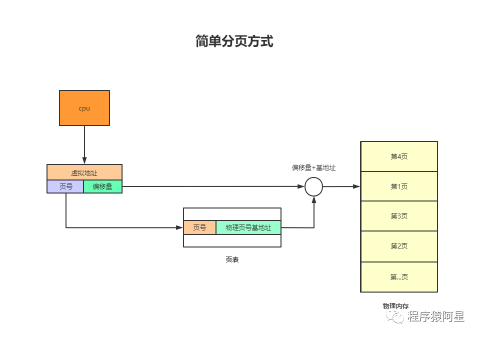 简单分页方式
cpu
虚拟地址
页号 偏移量
偏移量+基地址
页号 物理页号基地址
页表
第4页
第1页
第3页
第2页
第...页
物理内存
程序猿阿星